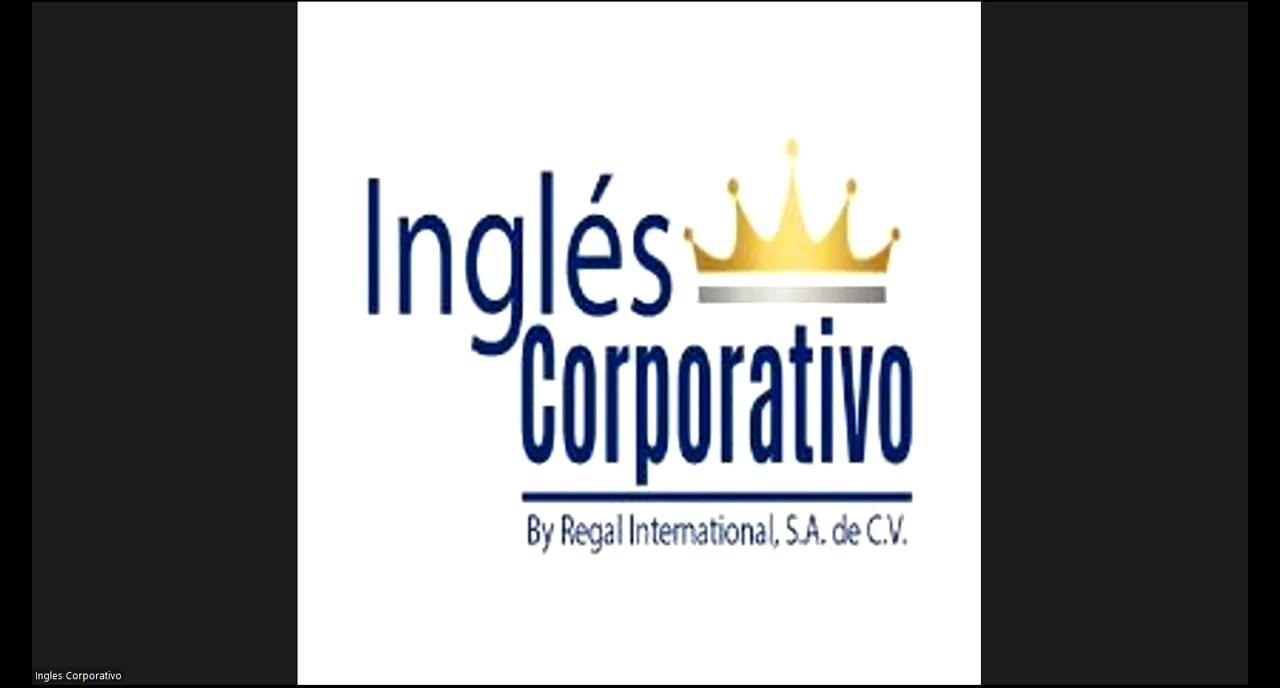 Inglés
Corporativo
By Regal International, S.A. de C.V.
Ingles Corporativo